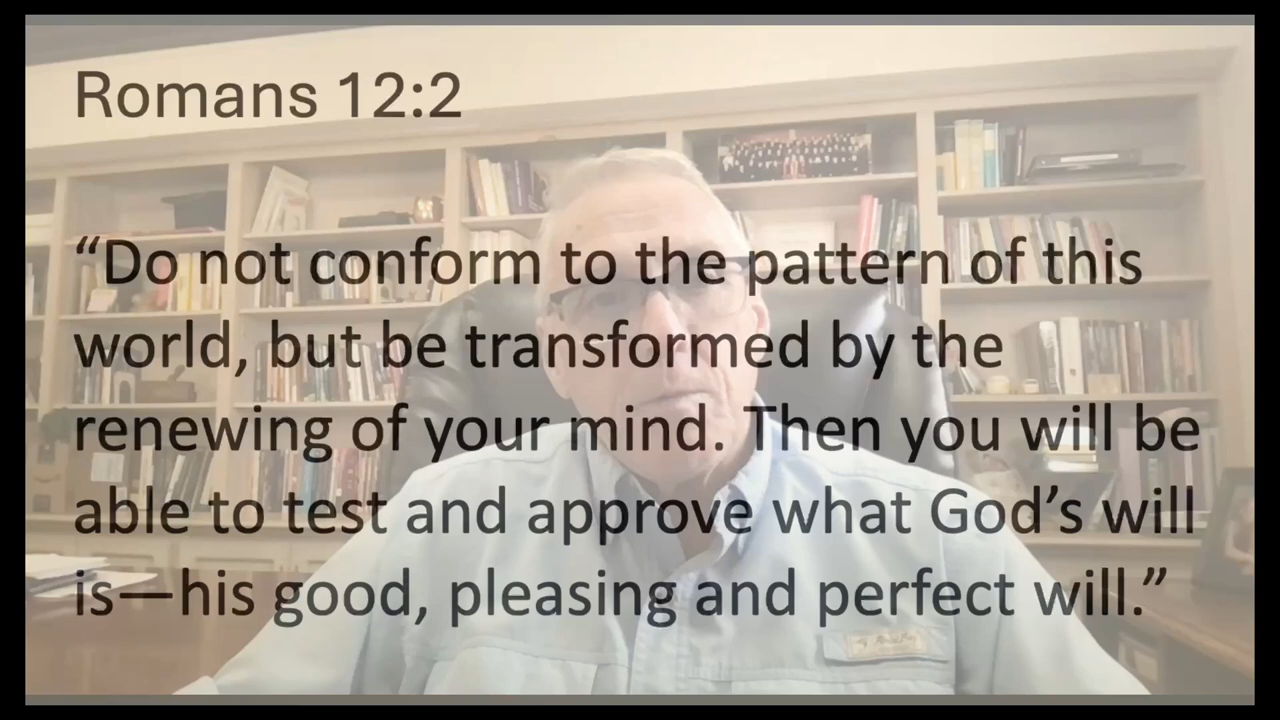 Romans 12:2
“Do not conform to the pattern of this
world, but be transformed by the
renewing of your mind. Then you will be
able to test and approve what God’s will
is—his good, pleasing and perfect will.”